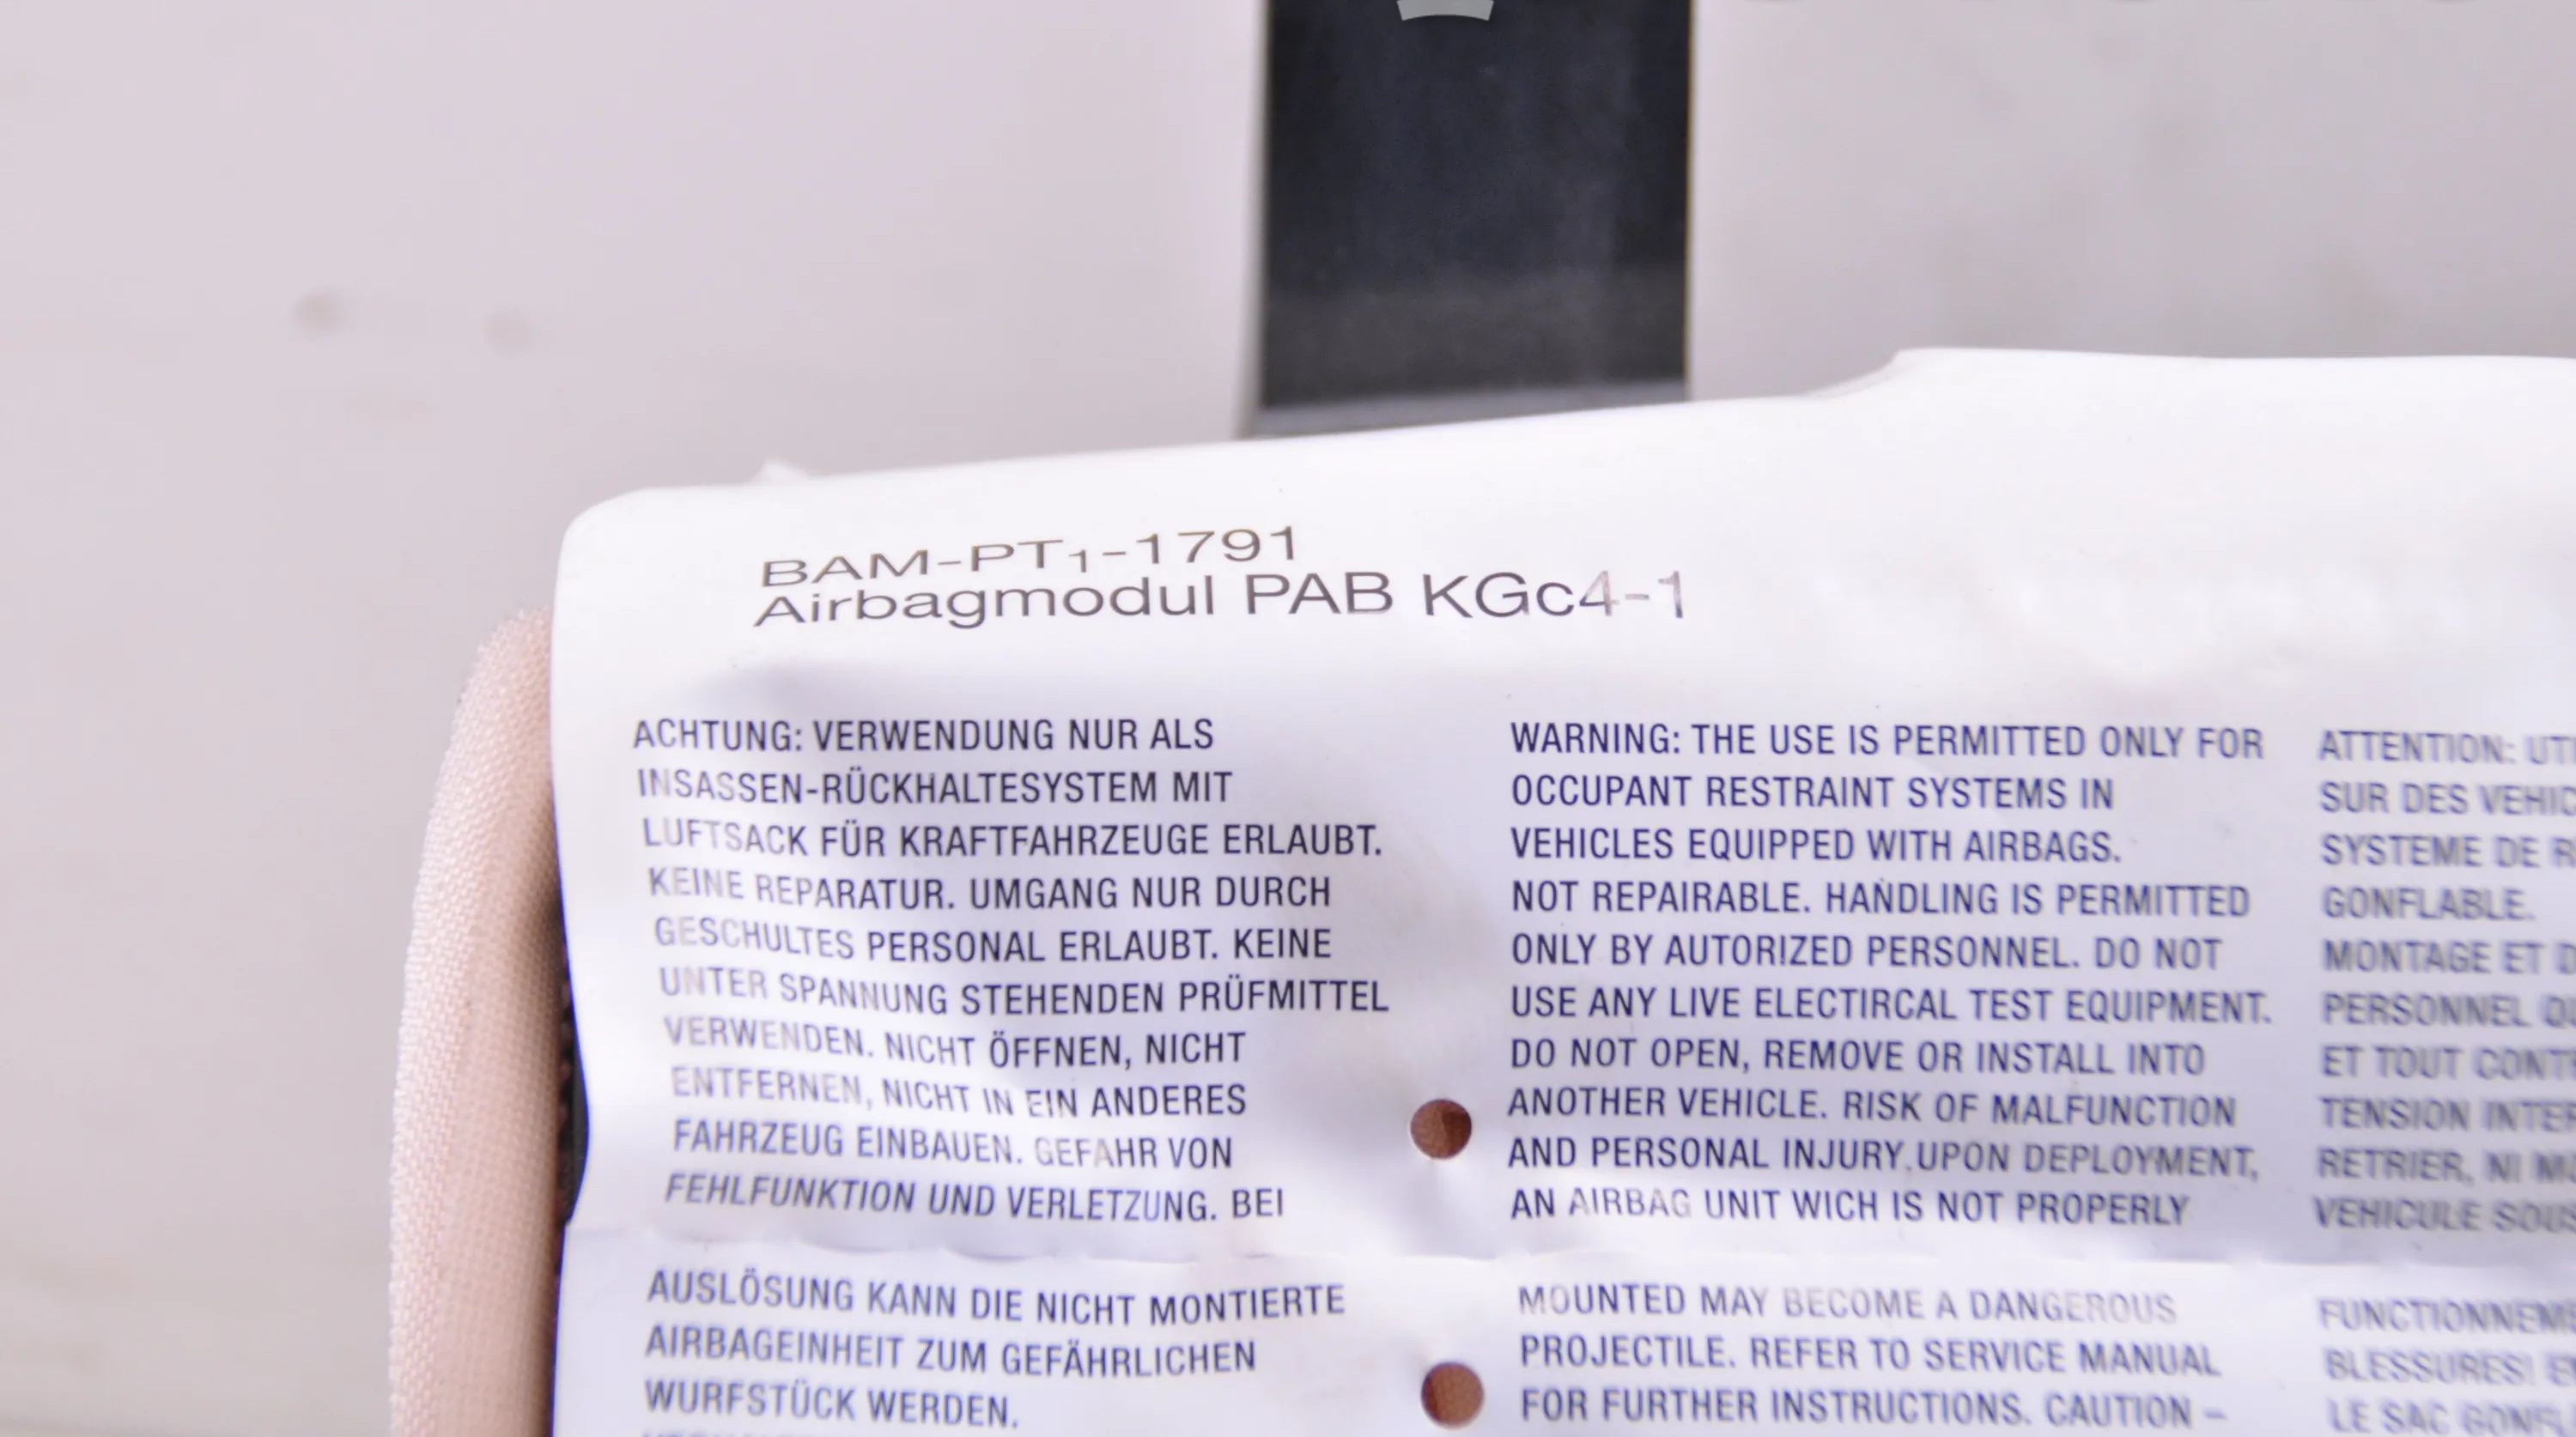 BAM-PT1-1791
Airbagmodul PAB KGc4-1
ACHTUNG: VERWENDUNG NUR ALS
INSASSEN-RÜCKHALTESYSTEM MIT
LUFTSACK FÜR KRAFTFAHRZEUGE ERLAUBT.
KEINE REPARATUR. UMGANG NUR DURCH
GESCHULTES PERSONAL ERLAUBT. KEINE
UNTER SPANNUNG STEHENDEN PRÜFMITTEL
VERWENDEN. NICHT ÖFFNEN, NICHT
ENTFERNEN, NICHT IN EIN ANDERES
FAHRZEUG EINBAUEN. GEFAHR VON
FEHLFUNKTION UND VERLETZUNG. BEI
AUSLÖSUNG KANN DIE NICHT MONTIERTE
AIRBAGEINHEIT ZUM GEFÄHRLICHEN
WURFSTÜCK WERDEN.
WARNING: THE USE IS PERMITTED ONLY FOR
OCCUPANT RESTRAINT SYSTEMS IN
VEHICLES EQUIPPED WITH AIRBAGS.
NOT REPAIRABLE. HANDLING IS PERMITTED
ONLY BY AUTORIZED PERSONNEL. DO NOT
USE ANY LIVE ELECTIRCAL TEST EQUIPMENT.
DO NOT OPEN, REMOVE OR INSTALL INTO
ANOTHER VEHICLE. RISK OF MALFUNCTION
AND PERSONAL INJURY.UPON DEPLOYMENT,
AN AIRBAG UNIT WICH IS NOT PROPERLY
MOUNTED MAY BECOME A DANGEROUS
PROJECTILE. REFER TO SERVICE MANUAL
FOR FURTHER INSTRUCTIONS. CAUTION –
ATTENTION:
SUR DES
SYSTEME DE
GONFLABLE.
MONTAGE ET
PERSONNEL
ET TOUT
TENSION
RETRIER, NI
VEHICULE
BLESSURES!
LE SAC